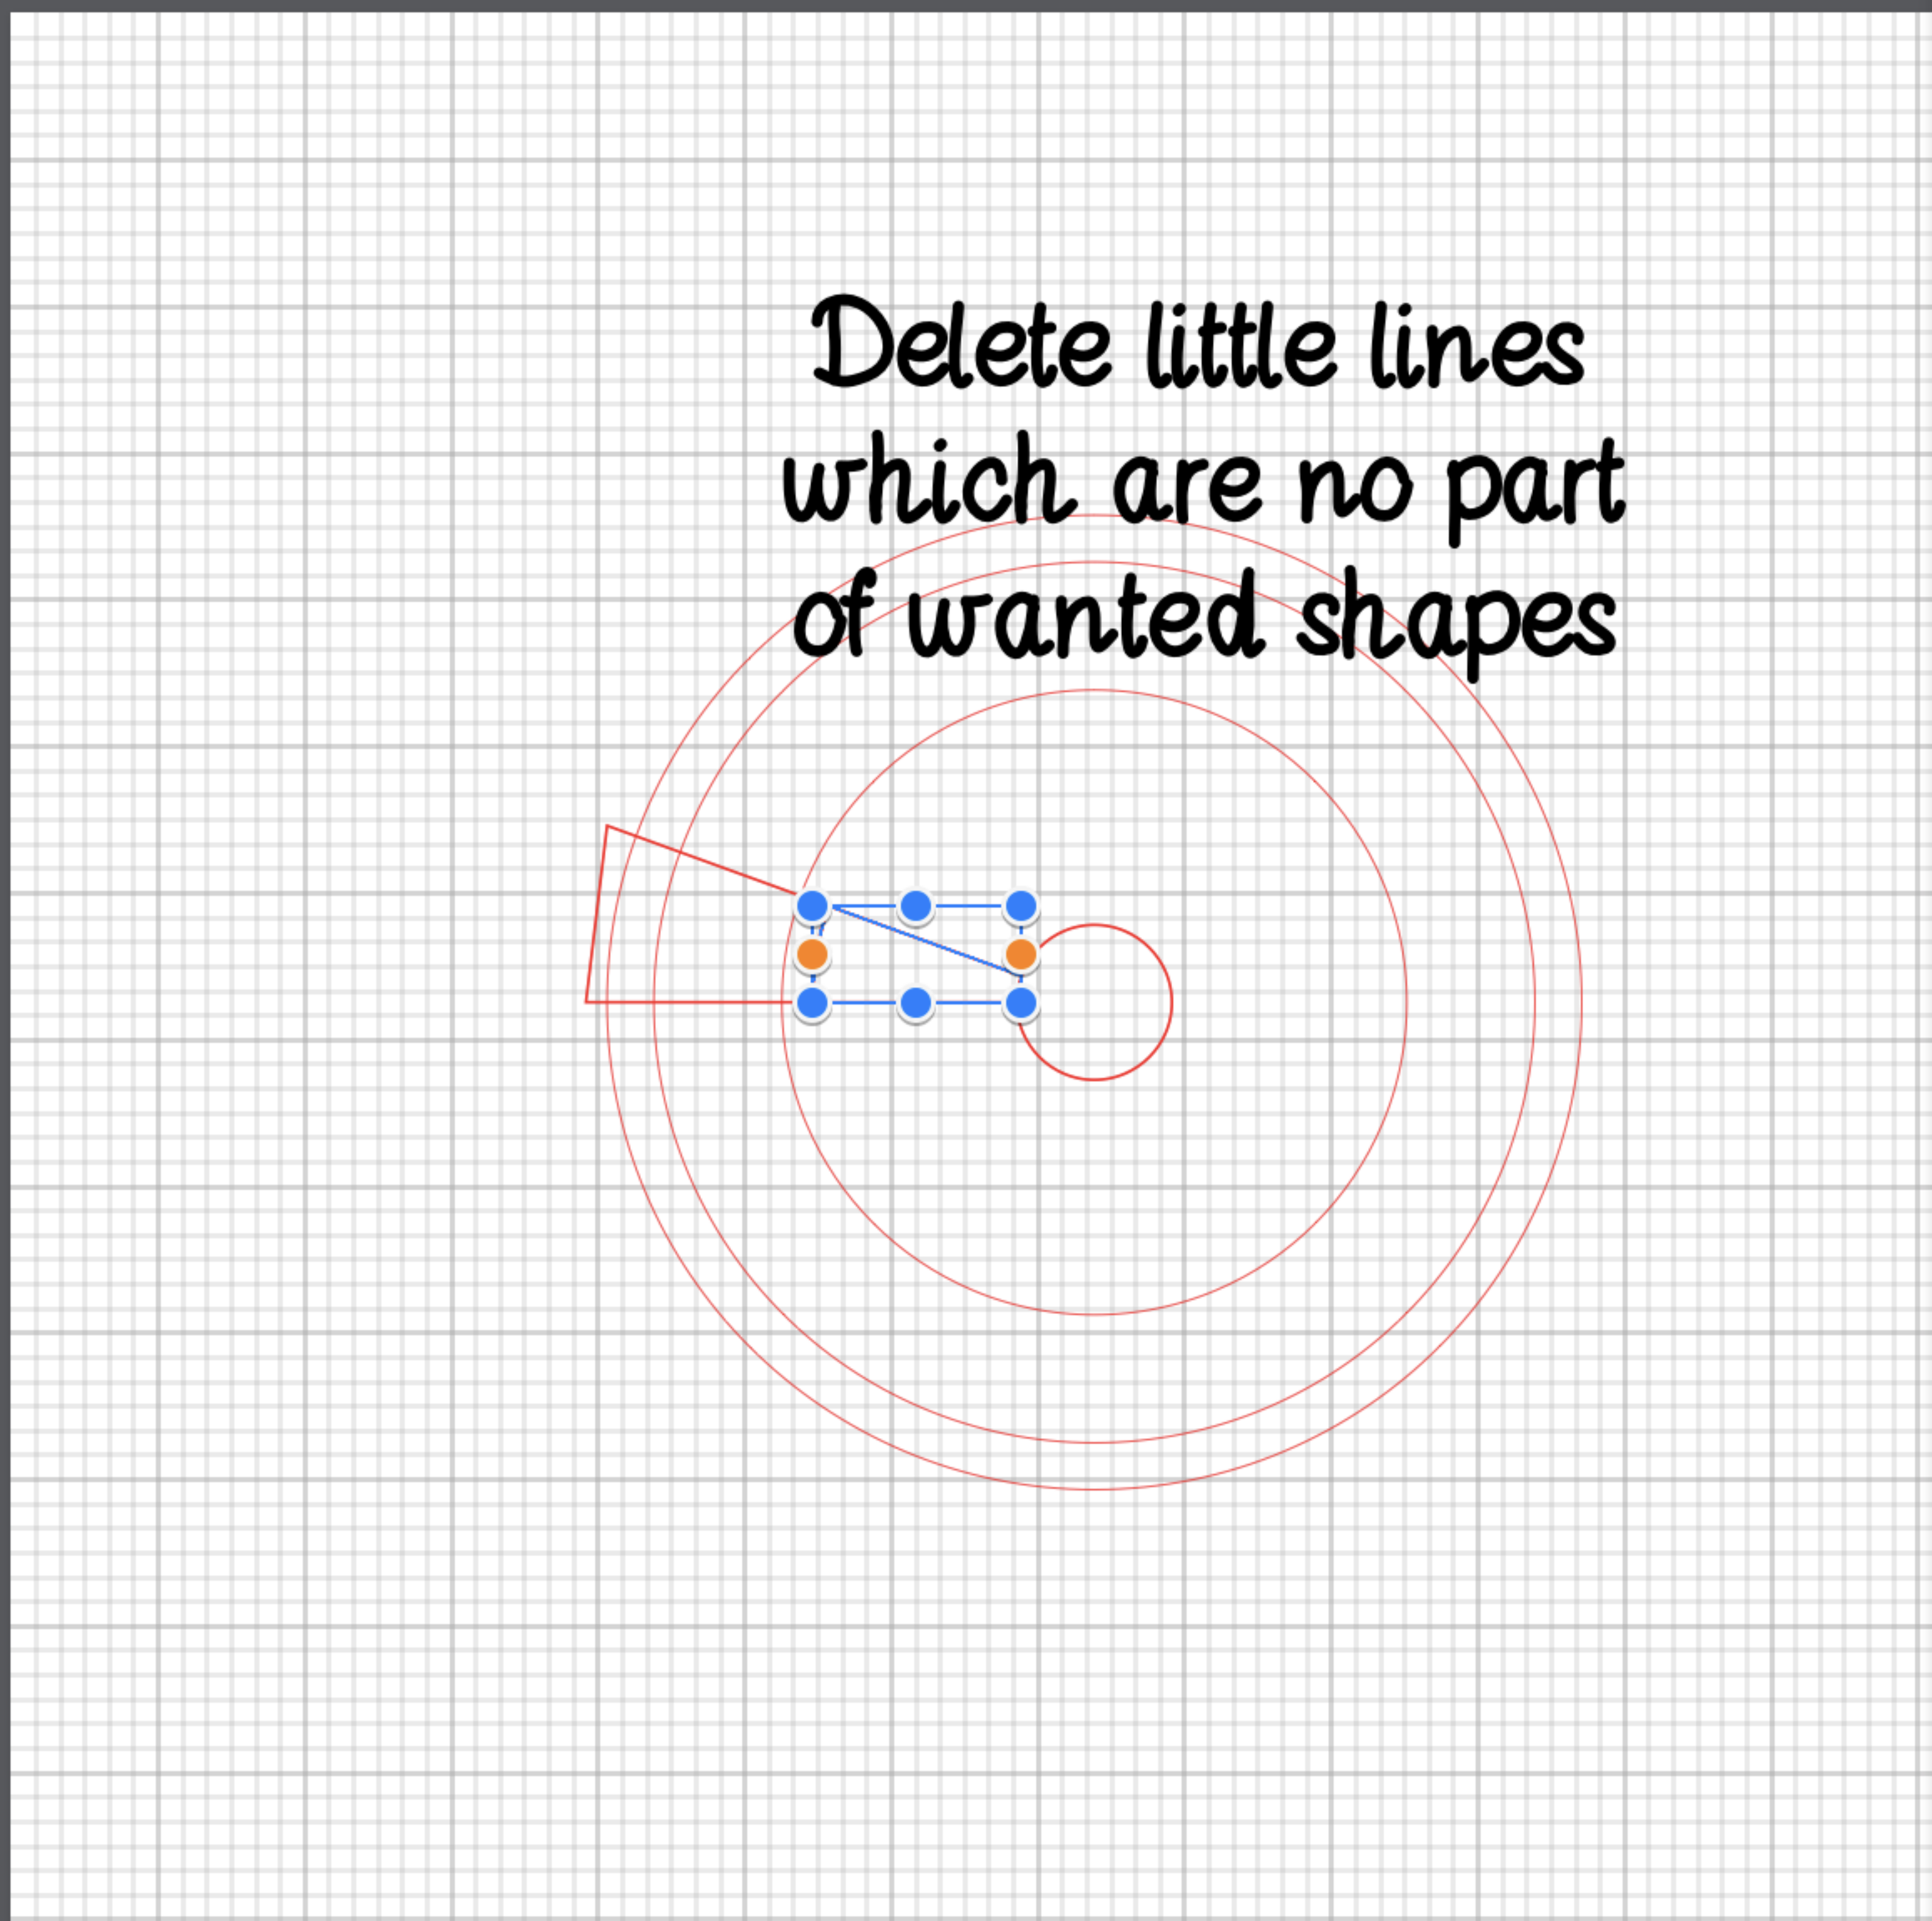 Delete little lines
which are no part
of wanted shapes